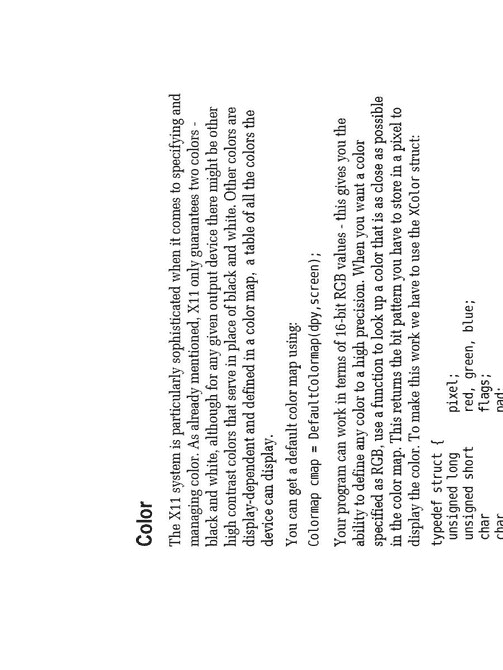 Color
The X11 system is particularly sophisticated when it comes to specifying and
managing color. As already mentioned, X11 only guarantees two colors -
black and white, although for any given output device there might be other
high contrast colors that serve in place of black and white. Other colors are
display-dependent and defined in a color map, a table of all the colors the
device can display.
You can get a default color map using:
Colormap cmap = DefaultColormap(dpy,screen);
Your program can work in terms of 16-bit RGB values - this gives you the
ability to define any color to a high precision. When you want a color
specified as RGB, use a function to look up a color that is as close as possible
in the color map. This returns the bit pattern you have to store in a pixel to
display the color. To make this work we have to use the XColor struct:
typedef struct {
unsigned long pixel;
unsigned short red, green, blue;
char flags;
char pad;